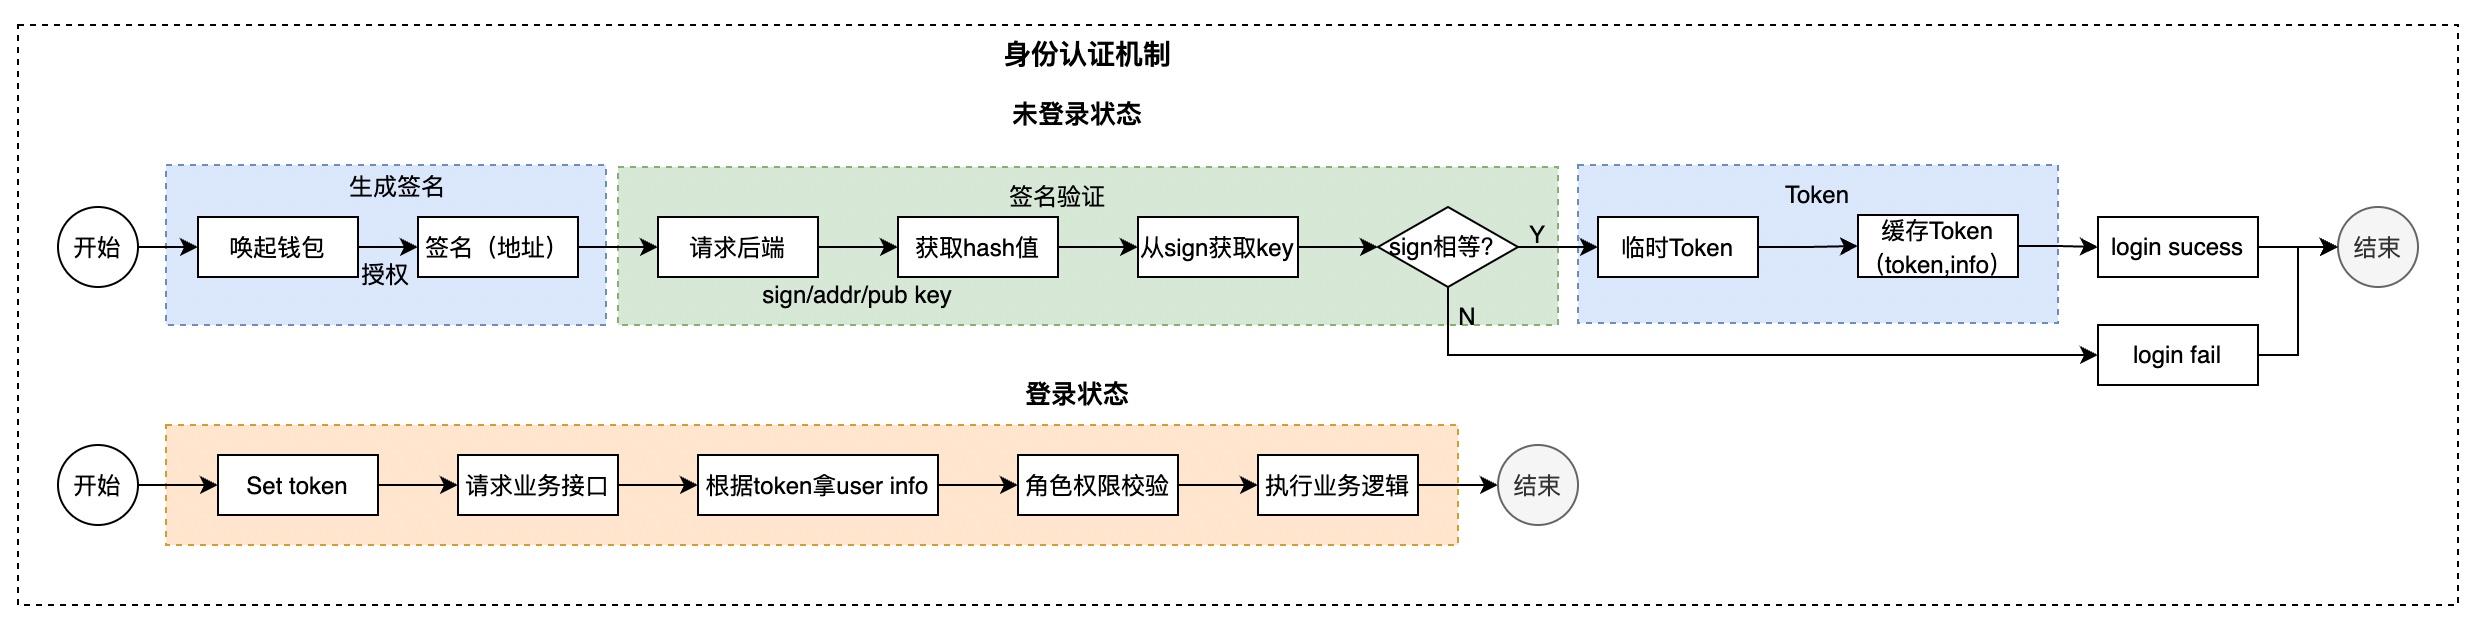 身份认证机制
未登录状态
生成签名
签名验证
Token
开始
唤起钱包
授权
签名（地址）
请求后端
sign/addr/pub key
获取hash值
从sign获取key
sign相等?
Y
N
临时Token
缓存Token
（token,info）
login sucess
login fail
结束
登录状态
开始
Set token
请求业务接口
根据token拿user info
角色权限校验
执行业务逻辑
结束